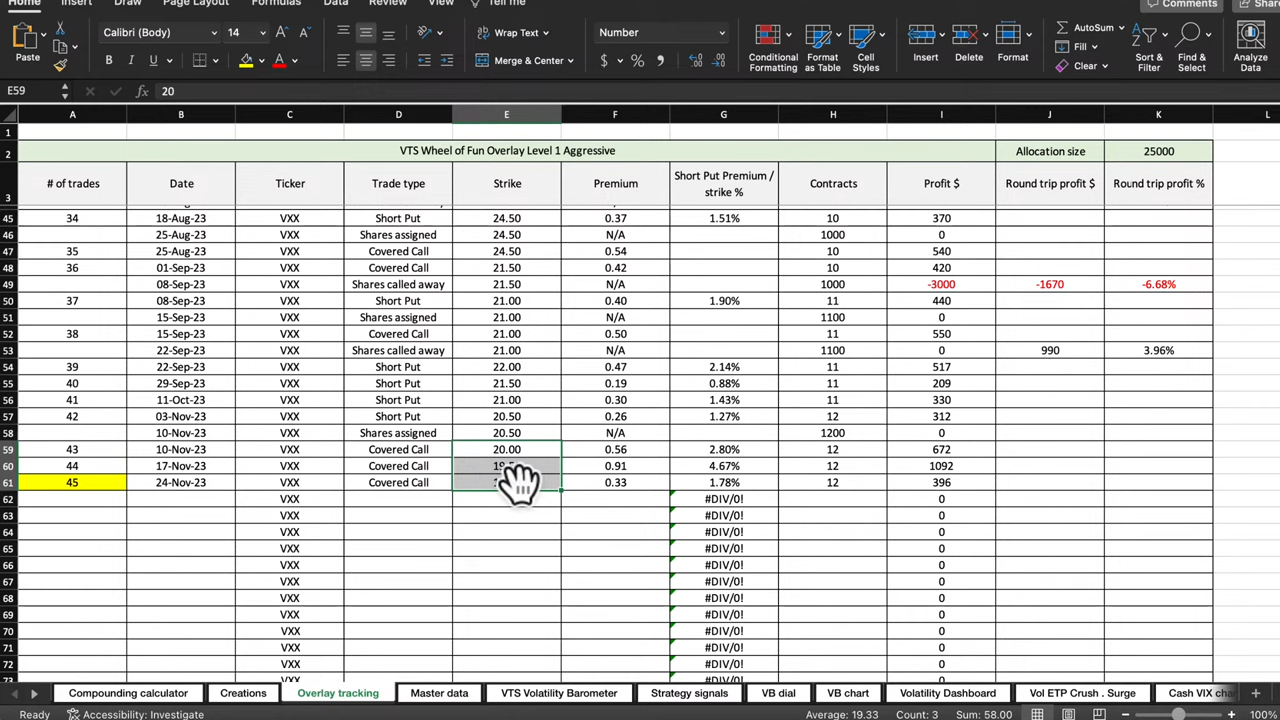 Home Insert Draw Page Layout Formulas Data Review View Tell me Comments
Paste Calibri (Body) 14 Wrap Text Number AutoSum
B I U A Merge & Center $ % Conditional Formatting Format as Table Cell Styles Insert Delete Format Fill Clear Sort & Filter Find & Select Analyze Data
E59 fx 20
A B C D E F G H I J K L
1
2 VTS Wheel of Fun Overlay Level 1 Aggressive Allocation size 25000
3 # of trades Date Ticker Trade type Strike Premium Short Put Premium / strike % Contracts Profit $ Round trip profit $ Round trip profit %
45 34 18-Aug-23 VXX Short Put 24.50 0.37 1.51% 10 370
46 25-Aug-23 VXX Shares assigned 24.50 N/A 1000 0
47 35 25-Aug-23 VXX Covered Call 24.50 0.54 10 540
48 36 01-Sep-23 VXX Covered Call 21.50 0.42 10 420
49 08-Sep-23 VXX Shares called away 21.50 N/A 1000 -3000 -1670 -6.68%
50 37 08-Sep-23 VXX Short Put 21.00 0.40 1.90% 11 440
51 15-Sep-23 VXX Shares assigned 21.00 N/A 1100 0
52 38 15-Sep-23 VXX Covered Call 21.00 0.50 11 550
53 22-Sep-23 VXX Shares called away 21.00 N/A 1100 0 990 3.96%
54 39 22-Sep-23 VXX Short Put 22.00 0.47 2.14% 11 517
55 40 29-Sep-23 VXX Short Put 21.50 0.19 0.88% 11 209
56 41 11-Oct-23 VXX Short Put 21.00 0.30 1.43% 11 330
57 42 03-Nov-23 VXX Short Put 20.50 0.26 1.27% 12 312
58 10-Nov-23 VXX Shares assigned 20.50 N/A 1200 0
59 43 10-Nov-23 VXX Covered Call 20.00 0.56 2.80% 12 672
60 44 17-Nov-23 VXX Covered Call 0.91 4.67% 12 1092
61 45 24-Nov-23 VXX Covered Call 0.33 1.78% 12 396
62 VXX #DIV/0! 0
63 VXX #DIV/0! 0
64 VXX #DIV/0! 0
65 VXX #DIV/0! 0
66 VXX #DIV/0! 0
67 VXX #DIV/0! 0
68 VXX #DIV/0! 0
69 VXX #DIV/0! 0
70 VXX #DIV/0! 0
71 VXX #DIV/0! 0
72 VXX #DIV/0! 0
Compounding calculator Creations Overlay tracking Master data VTS Volatility Barometer Strategy signals VB dial VB chart Volatility Dashboard Vol ETP Crush . Surge Cash VIX
Ready Accessibility: Investigate Average: 19.33 Count: 3 Sum: 58.00 100%